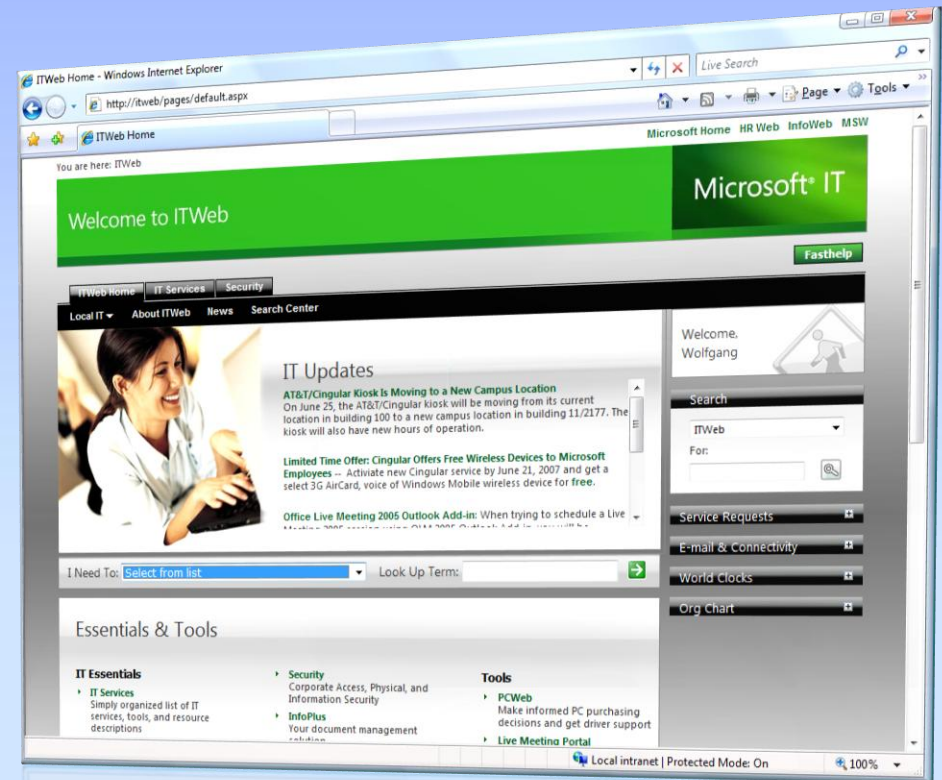 ITWeb Home - Windows Internet Explorer
http://itweb/pages/default.aspx
Live Search
ITWeb Home
Page
Tools
Microsoft Home HR Web InfoWeb MSW
You are here: ITWeb
Welcome to ITWeb
Microsoft® IT
Fasthelp
ITWeb Home IT Services Security
Local IT About ITWeb News Search Center
IT Updates
AT&T/Cingular Kiosk Is Moving to a New Campus Location
On June 25, the AT&T/Cingular kiosk will be moving from its current
location in building 100 to a new campus location in building 11/2177. The
kiosk will also have new hours of operation.
Limited Time Offer: Cingular Offers Free Wireless Devices to Microsoft
Employees -- Activiate new Cingular service by June 21, 2007 and get a
select 3G AirCard, voice of Windows Mobile wireless device for free.
Office Live Meeting 2005 Outlook Add-in: When trying to schedule a Live
Welcome,
Wolfgang
Search
ITWeb
For:
Service Requests
E-mail & Connectivity
World Clocks
Org Chart
I Need To: Select from list
Look Up Term:
Essentials & Tools
IT Essentials
IT Services
Simply organized list of IT
services, tools, and resource
descriptions
Security
Corporate Access, Physical, and
Information Security
InfoPlus
Your document management
Tools
PCWeb
Make informed PC purchasing
decisions and get driver support
Live Meeting Portal
Local intranet | Protected Mode: On
100%